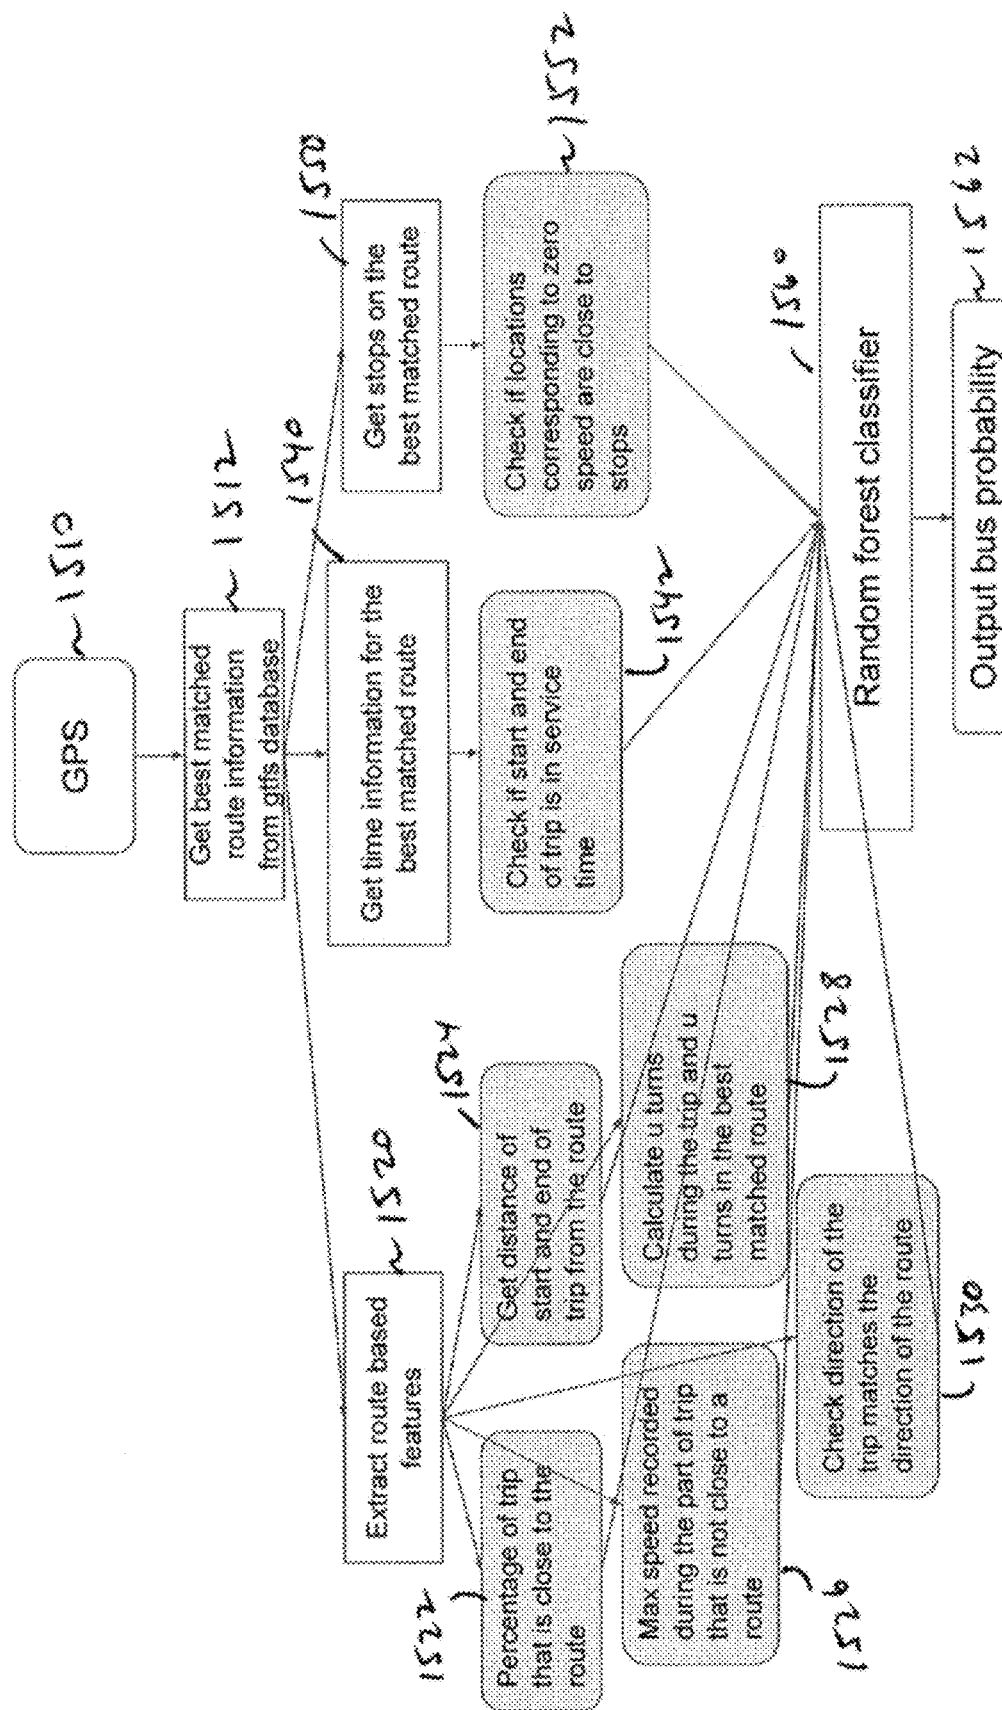 GPS
~1510
Get best matched
route information
from gtfs database
~1512
Extract route based
features
~1520
Get time information for the
best matched route
1540
Get stops on the
best matched route
1550
Percentage of trip
that is close to the
route
1522
Get distance of
start and end of
trip from the route
1524
Check if start and end
of trip is in service
time
1542
Check if locations
corresponding to zero
speed are close to
stops
~1552
Max speed recorded
during the part of trip
that is not close to a
route
1526
Calculate u turns
during the trip and u
turns in the best
matched route
1528
Check direction of the
trip matches the
direction of the route
1530
Random forest classifier
1560
Output bus probability
~1562